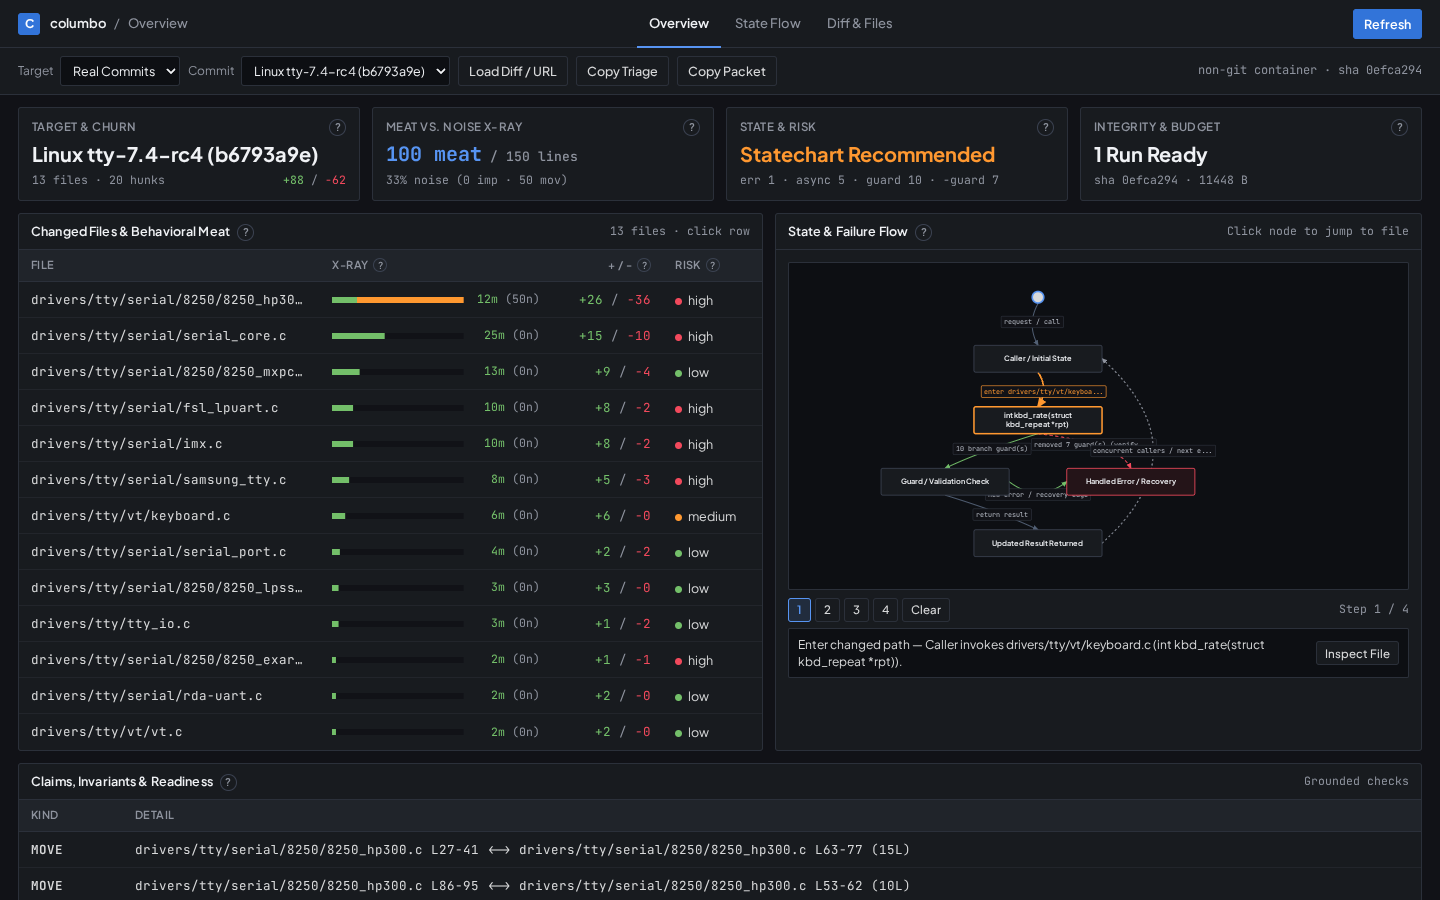 C columbo / Overview
Overview State Flow Diff & Files
Refresh
Target Real Commits Commit Linux tty-7.4-rc4 (b6793a9e) Load Diff / URL Copy Triage Copy Packet
non-git container · sha 0efca294
TARGET & CHURN ?
Linux tty-7.4-rc4 (b6793a9e)
13 files · 20 hunks +88 / -62
MEAT VS. NOISE X-RAY ?
100 meat / 150 lines
33% noise (0 imp · 50 mov)
STATE & RISK ?
Statechart Recommended
err 1 · async 5 · guard 10 · -guard 7
INTEGRITY & BUDGET ?
1 Run Ready
sha 0efca294 · 11448 B
Changed Files & Behavioral Meat ? 13 files · click row
FILE X-RAY ? +/- ? RISK ?
drivers/tty/serial/8250/8250_hp30… 12m (50n) +26 / -36 high
drivers/tty/serial/serial_core.c 25m (0n) +15 / -10 high
drivers/tty/serial/8250/8250_mxpc… 13m (0n) +9 / -4 low
drivers/tty/serial/fsl_lpuart.c 10m (0n) +8 / -2 high
drivers/tty/serial/imx.c 10m (0n) +8 / -2 high
drivers/tty/serial/samsung_tty.c 8m (0n) +5 / -3 high
drivers/tty/vt/keyboard.c 6m (0n) +6 / -0 medium
drivers/tty/serial/serial_port.c 4m (0n) +2 / -2 low
drivers/tty/serial/8250/8250_lpss… 3m (0n) +3 / -0 low
drivers/tty/tty_io.c 3m (0n) +1 / -2 low
drivers/tty/serial/8250/8250_exar… 2m (0n) +1 / -1 high
drivers/tty/serial/rda-uart.c 2m (0n) +2 / -0 low
drivers/tty/vt/vt.c 2m (0n) +2 / -0 low
State & Failure Flow ? Click node to jump to file
request / call
Caller / Initial State
enter drivers/tty/vt/keyboa...
int kbd_rate(struct
kbd_repeat *rpt)
10 branch guard(s) removed 7 guard(s) (verify
concurrent callers / next e...
Guard / Validation Check
Handled Error / Recovery
error / recovery edge
return result
Updated Result Returned
1 2 3 4 Clear Step 1 / 4
Enter changed path — Caller invokes drivers/tty/vt/keyboard.c (int kbd_rate(struct
kbd_repeat *rpt)).
Inspect File
Claims, Invariants & Readiness ? Grounded checks
KIND DETAIL
MOVE drivers/tty/serial/8250/8250_hp300.c L27-41 <-> drivers/tty/serial/8250/8250_hp300.c L63-77 (15L)
MOVE drivers/tty/serial/8250/8250_hp300.c L86-95 <-> drivers/tty/serial/8250/8250_hp300.c L53-62 (10L)